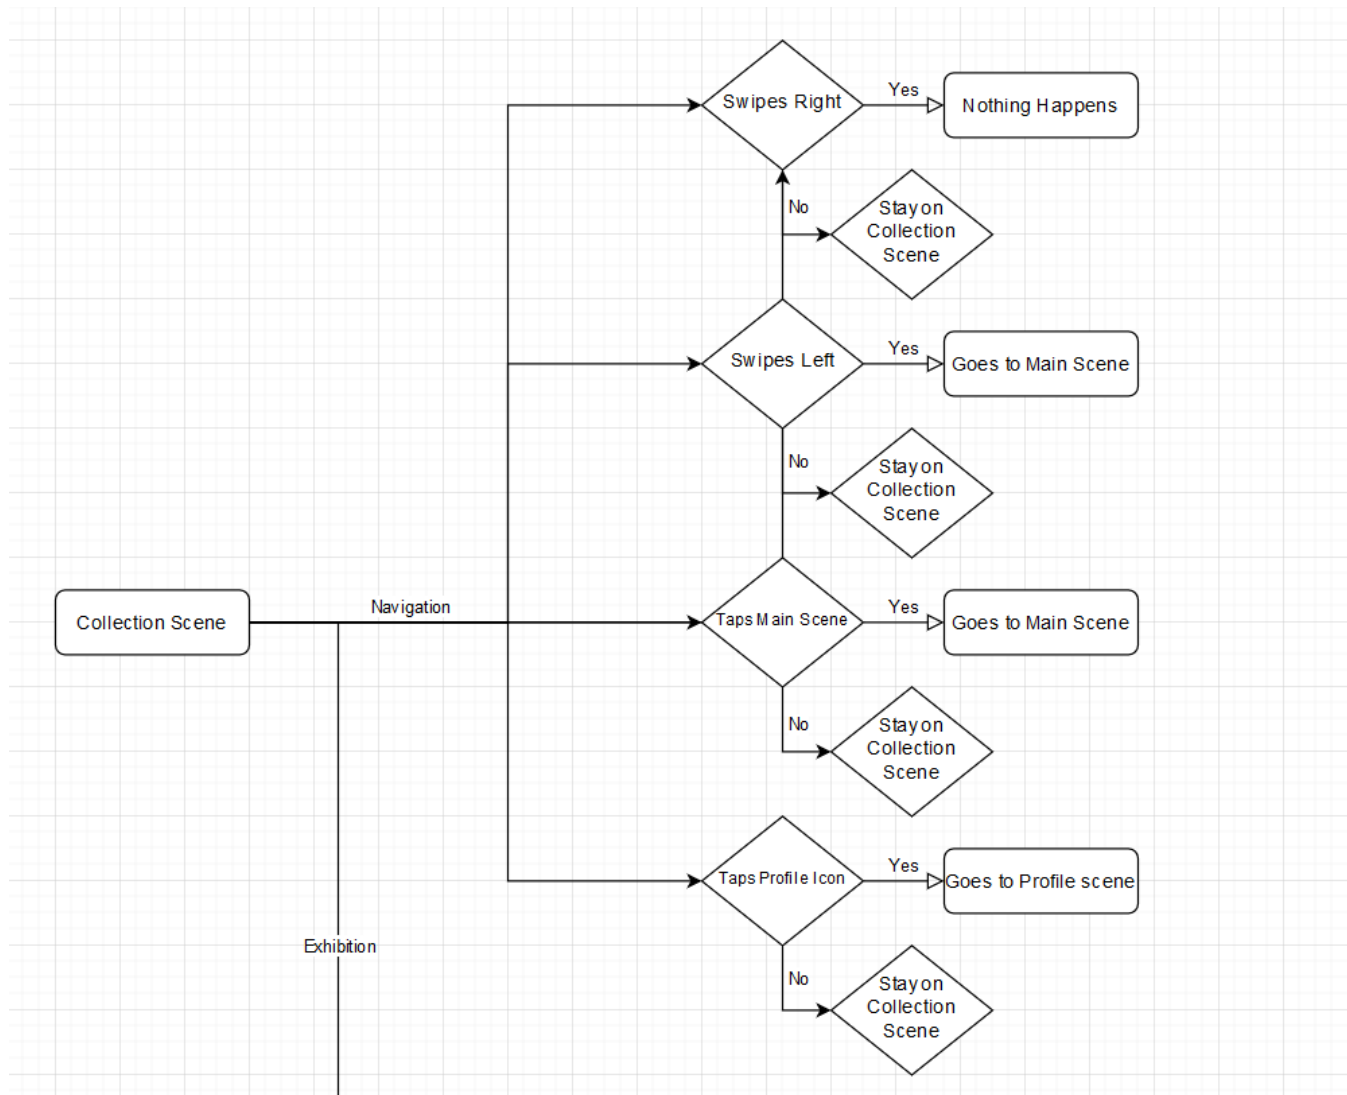 Swipes Right
Yes
Nothing Happens
No
Stay on
Collection
Scene
Swipes Left
Yes
Goes to Main Scene
No
Stay on
Collection
Scene
Collection Scene
Navigation
Taps Main Scene
Yes
Goes to Main Scene
No
Stay on
Collection
Scene
Taps Profile Icon
Yes
Goes to Profile scene
Exhibition
No
Stay on
Collection
Scene